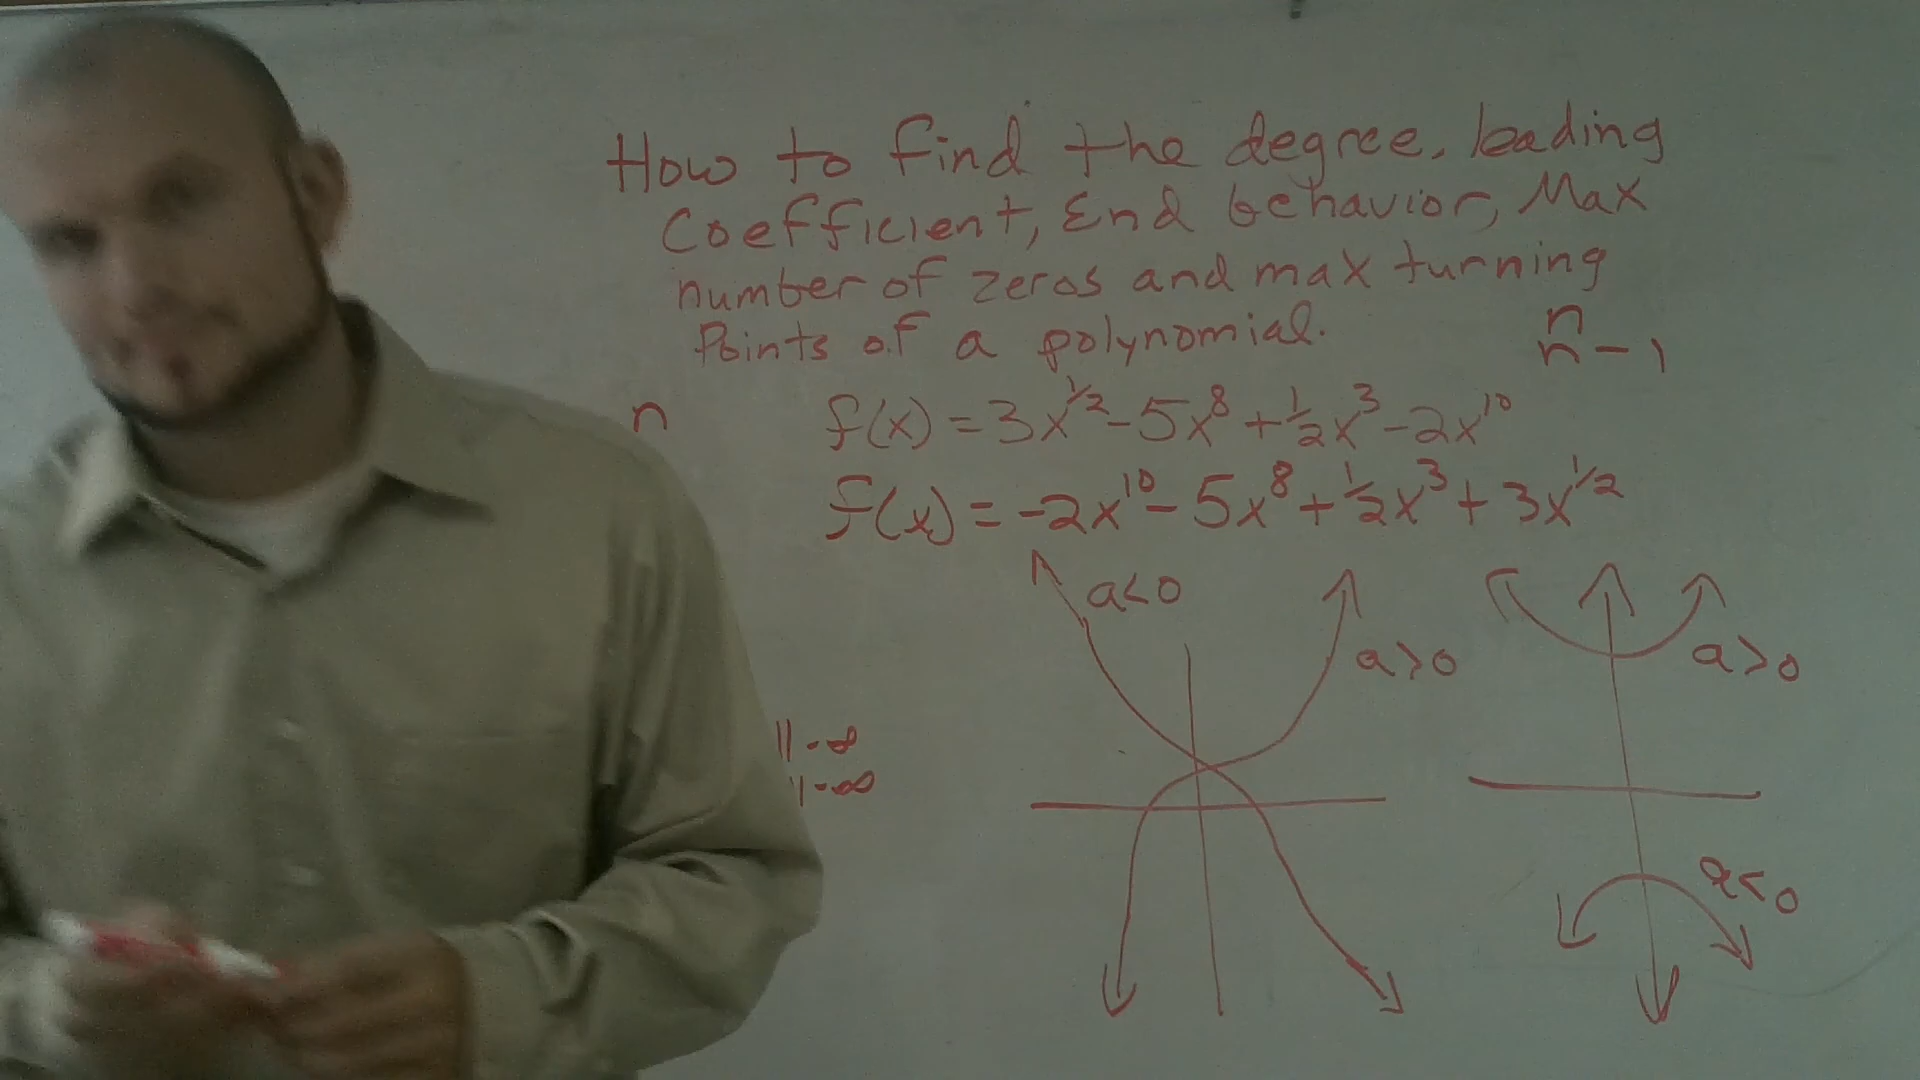 How to find the degree, leading
Coefficient, End behavior, Max
number of zeros and max turning
Points of a polynomial.
n
n-1
n
f(x) = 3x^1/2 - 5x^8 + 1/2x^3 - 2x^10
f(x) = -2x^10 - 5x^8 + 1/2x^3 + 3x^1/2
a<0
a>0
a>0
a<0
-∞
-∞